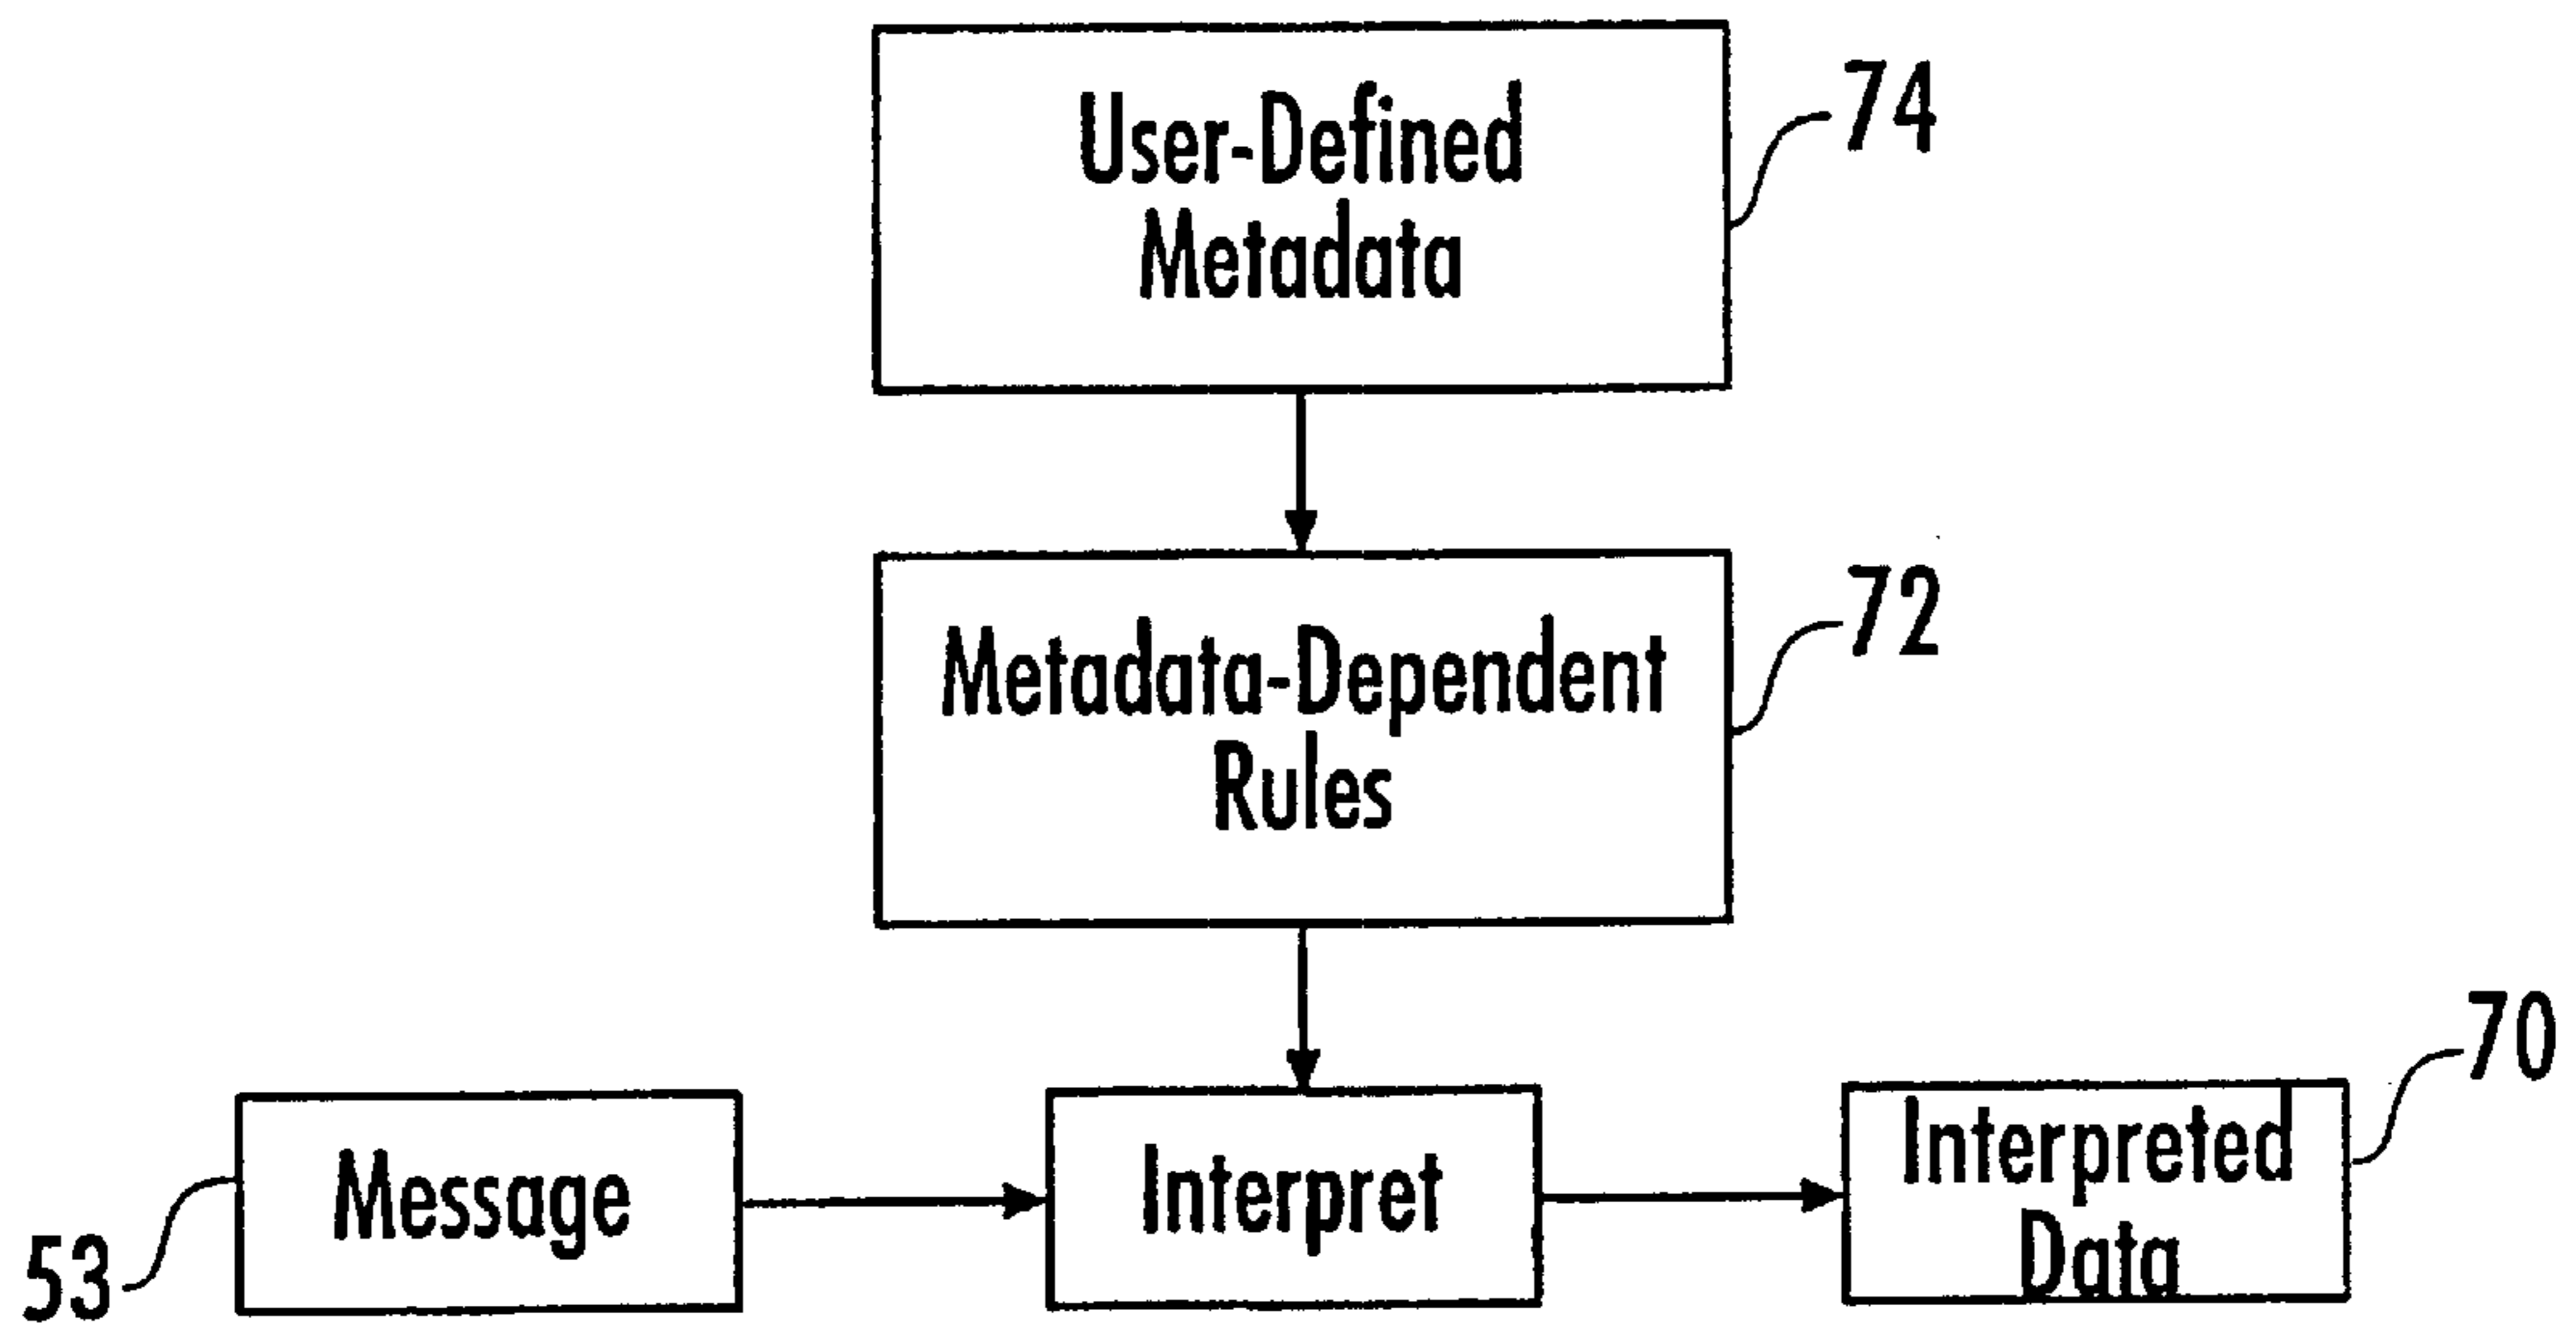 User-Defined
Metadata
74
Metadata-Dependent
Rules
72
Message
53
Interpret
Interpreted
Data
70